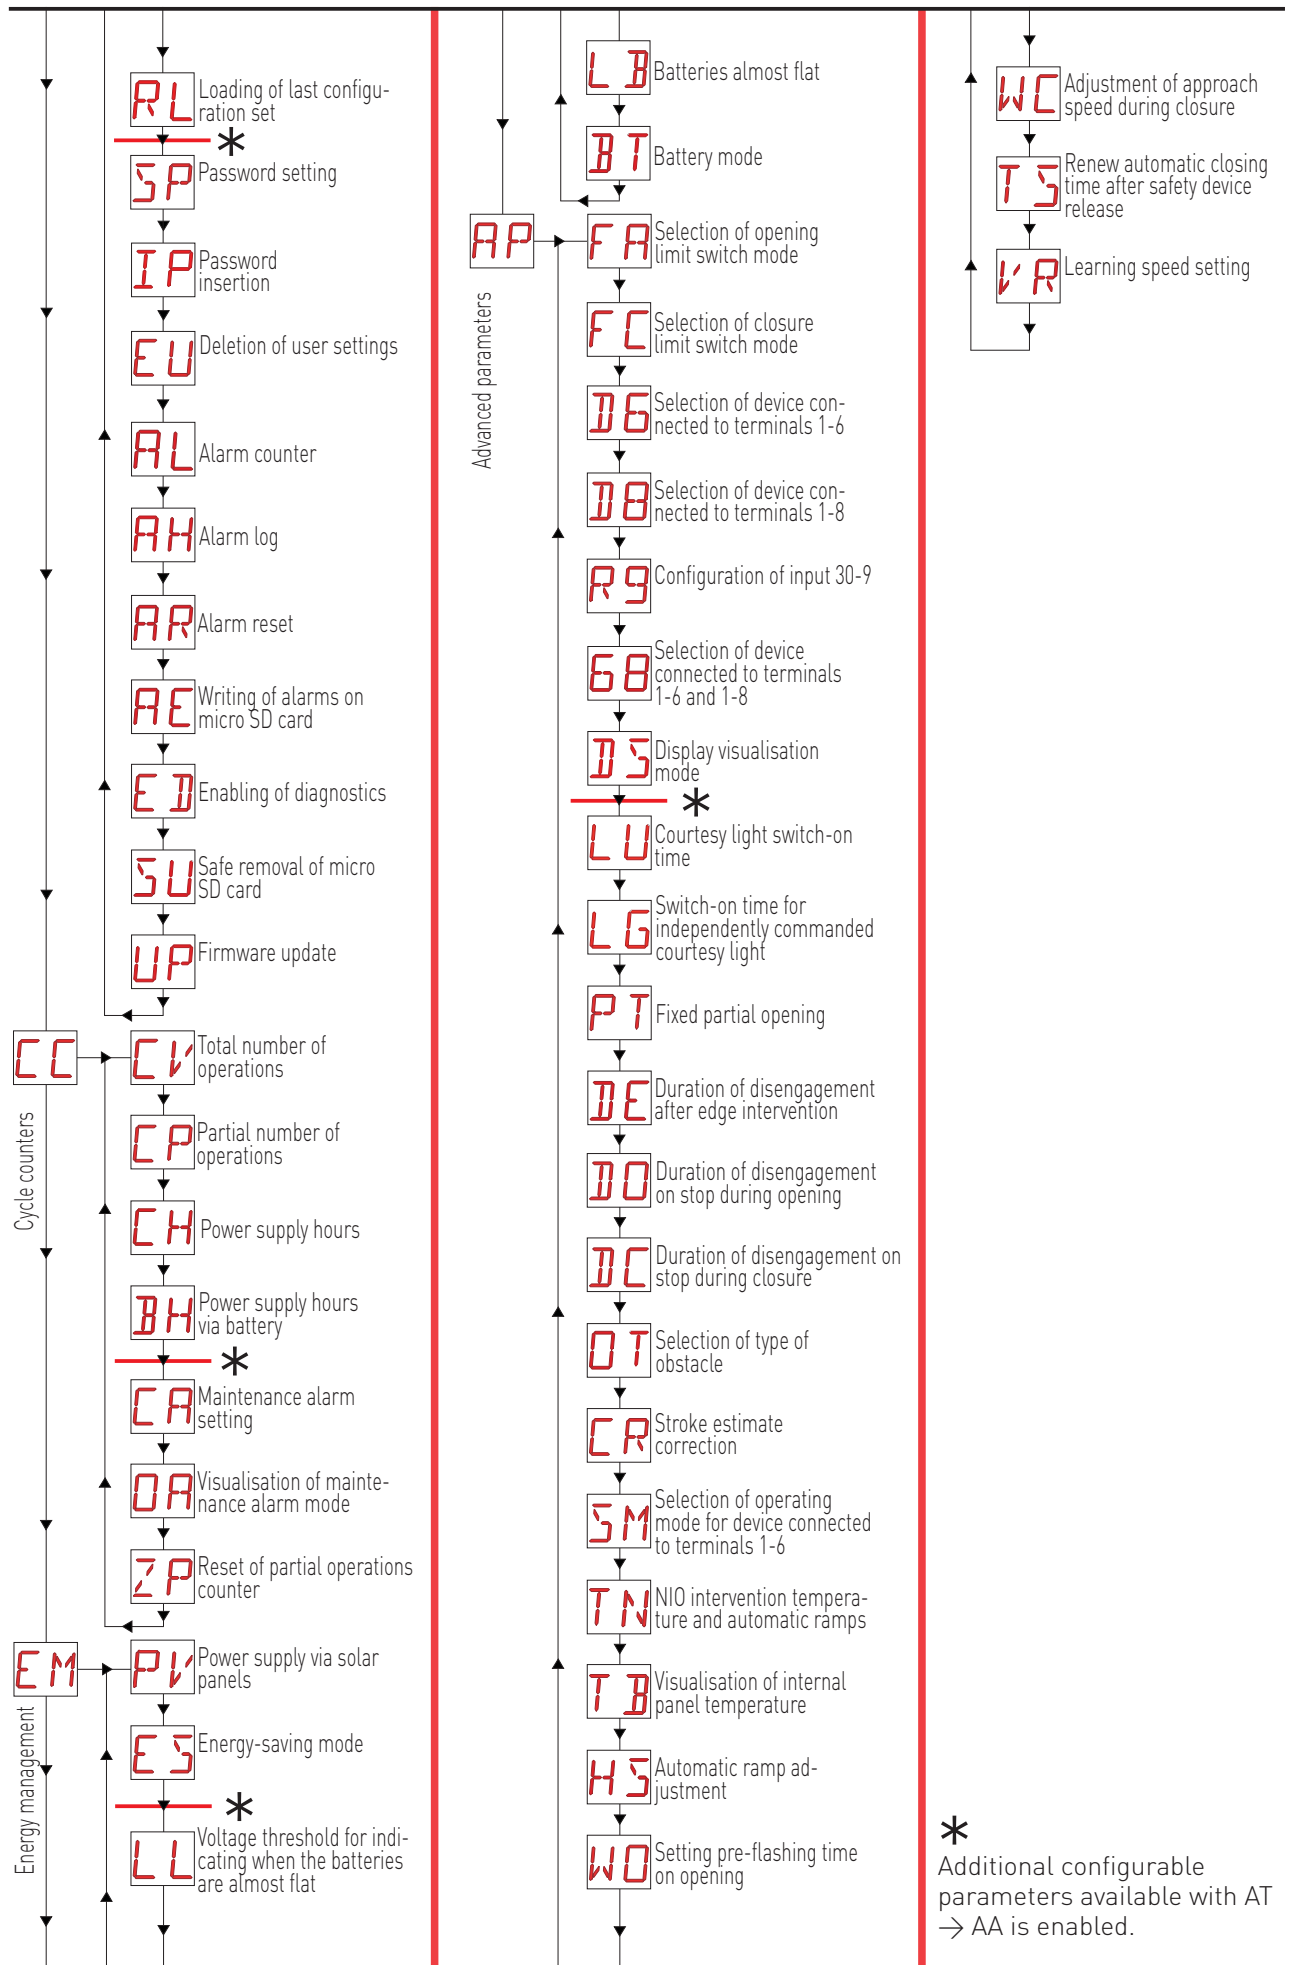 RL
Loading of last configu-
ration set
*
SP
Password setting
IP
Password
insertion
EU
Deletion of user settings
AL
Alarm counter
AH
Alarm log
AR
Alarm reset
AE
Writing of alarms on
micro SD card
ED
Enabling of diagnostics
SU
Safe removal of micro
SD card
UP
Firmware update
CC
Cycle counters
CV
Total number of
operations
CP
Partial number of
operations
CH
Power supply hours
BH
Power supply hours
via battery
*
CA
Maintenance alarm
setting
OA
Visualisation of mainte-
nance alarm mode
ZP
Reset of partial operations
counter
EM
Energy management
PV
Power supply via solar
panels
ES
Energy-saving mode
*
LL
Voltage threshold for indi-
cating when the batteries
are almost flat
LB
Batteries almost flat
BT
Battery mode
AP
Advanced parameters
FA
Selection of opening
limit switch mode
FC
Selection of closure
limit switch mode
D6
Selection of device con-
nected to terminals 1-6
D8
Selection of device con-
nected to terminals 1-8
R9
Configuration of input 30-9
68
Selection of device
connected to terminals
1-6 and 1-8
DS
Display visualisation
mode
*
LU
Courtesy light switch-on
time
LG
Switch-on time for
independently commanded
courtesy light
PT
Fixed partial opening
DE
Duration of disengagement
after edge intervention
DO
Duration of disengagement
on stop during opening
DC
Duration of disengagement on
stop during closure
OT
Selection of type of
obstacle
CR
Stroke estimate
correction
SM
Selection of operating
mode for device connected
to terminals 1-6
TN
NIO intervention tempera-
ture and automatic ramps
TB
Visualisation of internal
panel temperature
HS
Automatic ramp ad-
justment
WO
Setting pre-flashing time
on opening
WC
Adjustment of approach
speed during closure
TS
Renew automatic closing
time after safety device
release
VR
Learning speed setting
*
Additional configurable
parameters available with AT
→ AA is enabled.